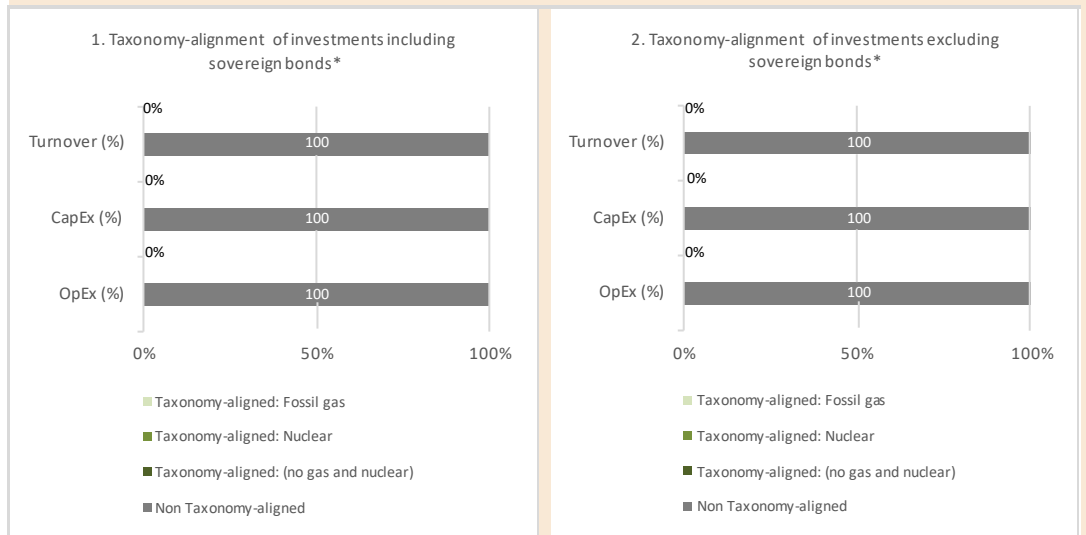 1. Taxonomy-alignment of investments including
sovereign bonds*
0%
Turnover (%)
100
0%
CapEx (%)
100
0%
OpEx (%)
100
0%
50%
100%
Taxonomy-aligned: Fossil gas
Taxonomy-aligned: Nuclear
Taxonomy-aligned: (no gas and nuclear)
Non Taxonomy-aligned
2. Taxonomy-alignment of investments excluding
sovereign bonds*
0%
Turnover (%)
100
0%
CapEx (%)
100
0%
OpEx (%)
100
0%
50%
100%
Taxonomy-aligned: Fossil gas
Taxonomy-aligned: Nuclear
Taxonomy-aligned: (no gas and nuclear)
Non Taxonomy-aligned